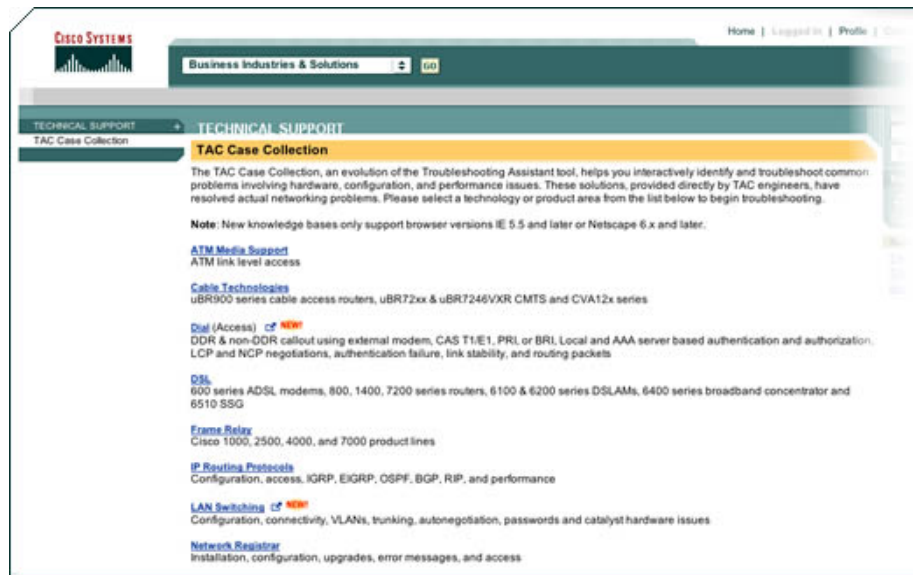 CISCO SYSTEMS
Home | Logged In | Profile |
Business Industries & Solutions
GO
TECHNICAL SUPPORT +
TAC Case Collection
TECHNICAL SUPPORT
TAC Case Collection
The TAC Case Collection, an evolution of the Troubleshooting Assistant tool, helps you interactively identify and troubleshoot common
problems involving hardware, configuration, and performance issues. These solutions, provided directly by TAC engineers, have
resolved actual networking problems. Please select a technology or product area from the list below to begin troubleshooting.
Note: New knowledge bases only support browser versions IE 5.5 and later or Netscape 6.x and later.
ATM Media Support
ATM link level access
Cable Technologies
uBR900 series cable access routers, uBR72xx & uBR7246VXR CMTS and CVA12x series
Dial (Access) NEW!
DDR & non-DDR callout using external modem, CAS T1/E1, PRI, or BRI, Local and AAA server based authentication and authorization,
LCP and NCP negotiations, authentication failure, link stability, and routing packets
DSL
600 series ADSL modems, 800, 1400, 7200 series routers, 6100 & 6200 series DSLAMs, 6400 series broadband concentrator and
6510 SSG
Frame Relay
Cisco 1000, 2500, 4000, and 7000 product lines
IP Routing Protocols
Configuration, access, IGRP, EIGRP, OSPF, BGP, RIP, and performance
LAN Switching NEW!
Configuration, connectivity, VLANs, trunking, autonegotiation, passwords and catalyst hardware issues
Network Registrar
Installation, configuration, upgrades, error messages, and access